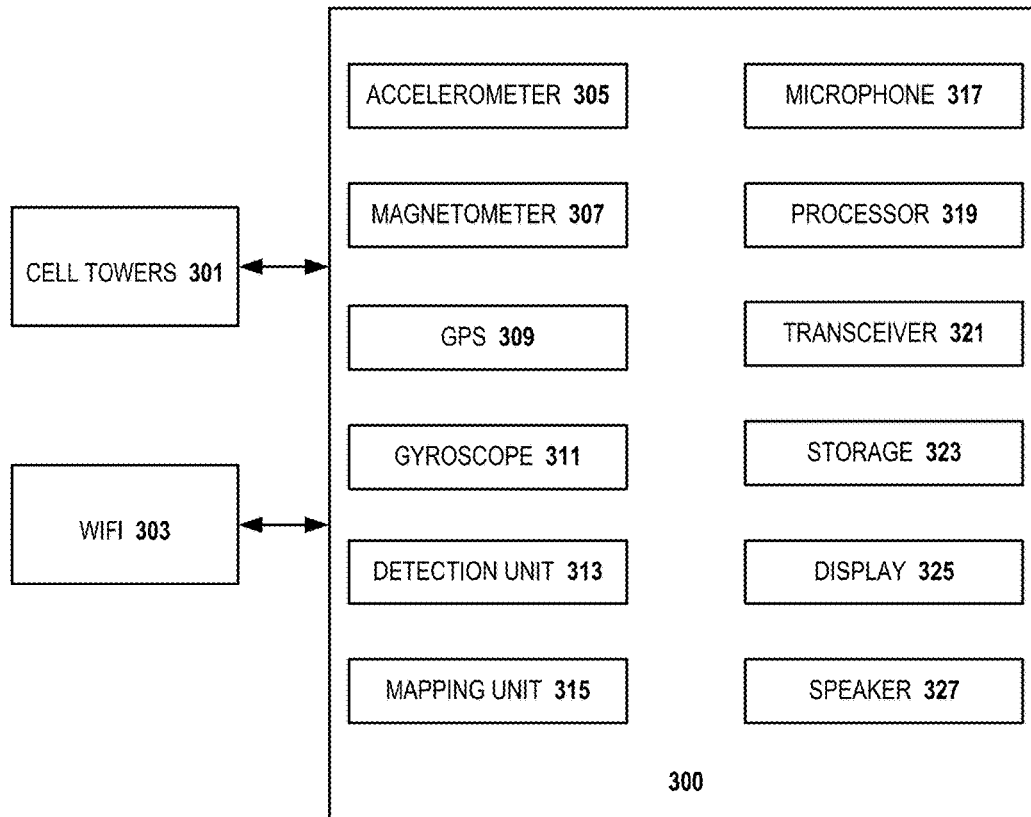 ACCELEROMETER 305
MICROPHONE 317
MAGNETOMETER 307
PROCESSOR 319
CELL TOWERS 301
GPS 309
TRANSCEIVER 321
GYROSCOPE 311
STORAGE 323
WIFI 303
DETECTION UNIT 313
DISPLAY 325
MAPPING UNIT 315
SPEAKER 327
300